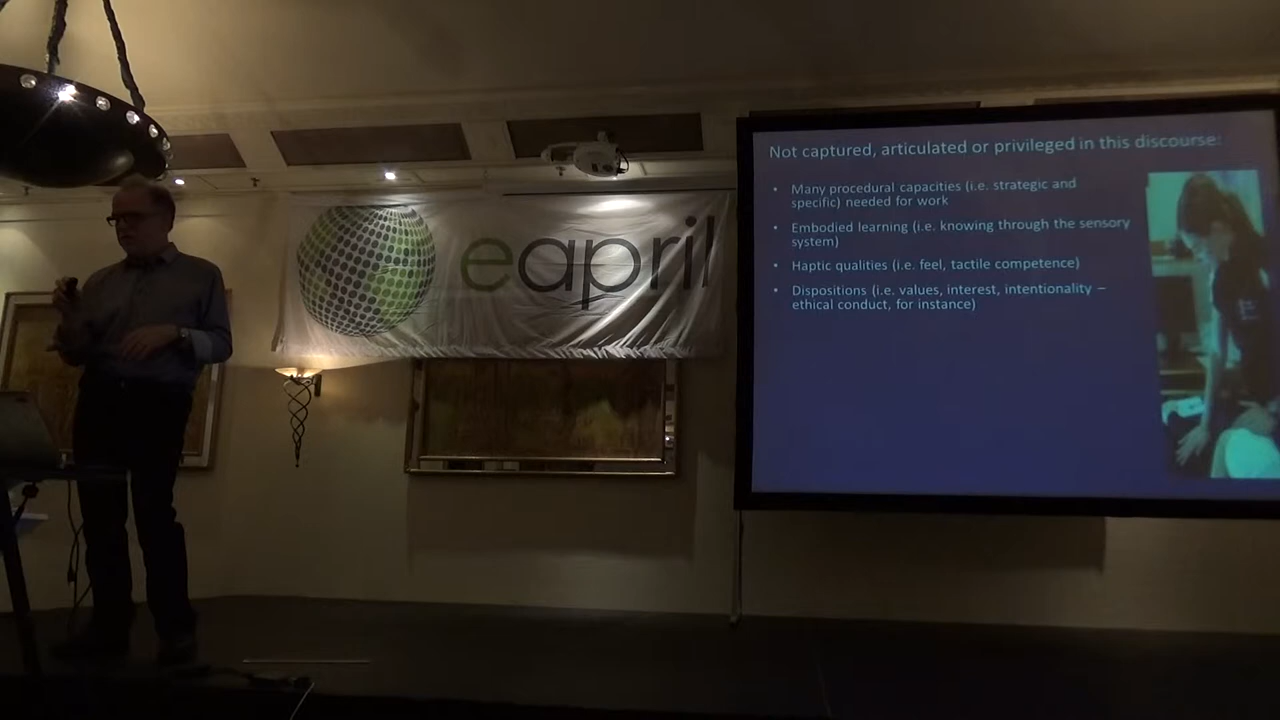 eapril
Not captured, articulated or privileged in this discourse:
• Many procedural capacities (i.e. strategic and
specific) needed for work
• Embodied learning (i.e. knowing through the sensory
system)
• Haptic qualities (i.e. feel, tactile competence)
• Dispositions (i.e. values, interest, intentionality –
ethical conduct, for instance)